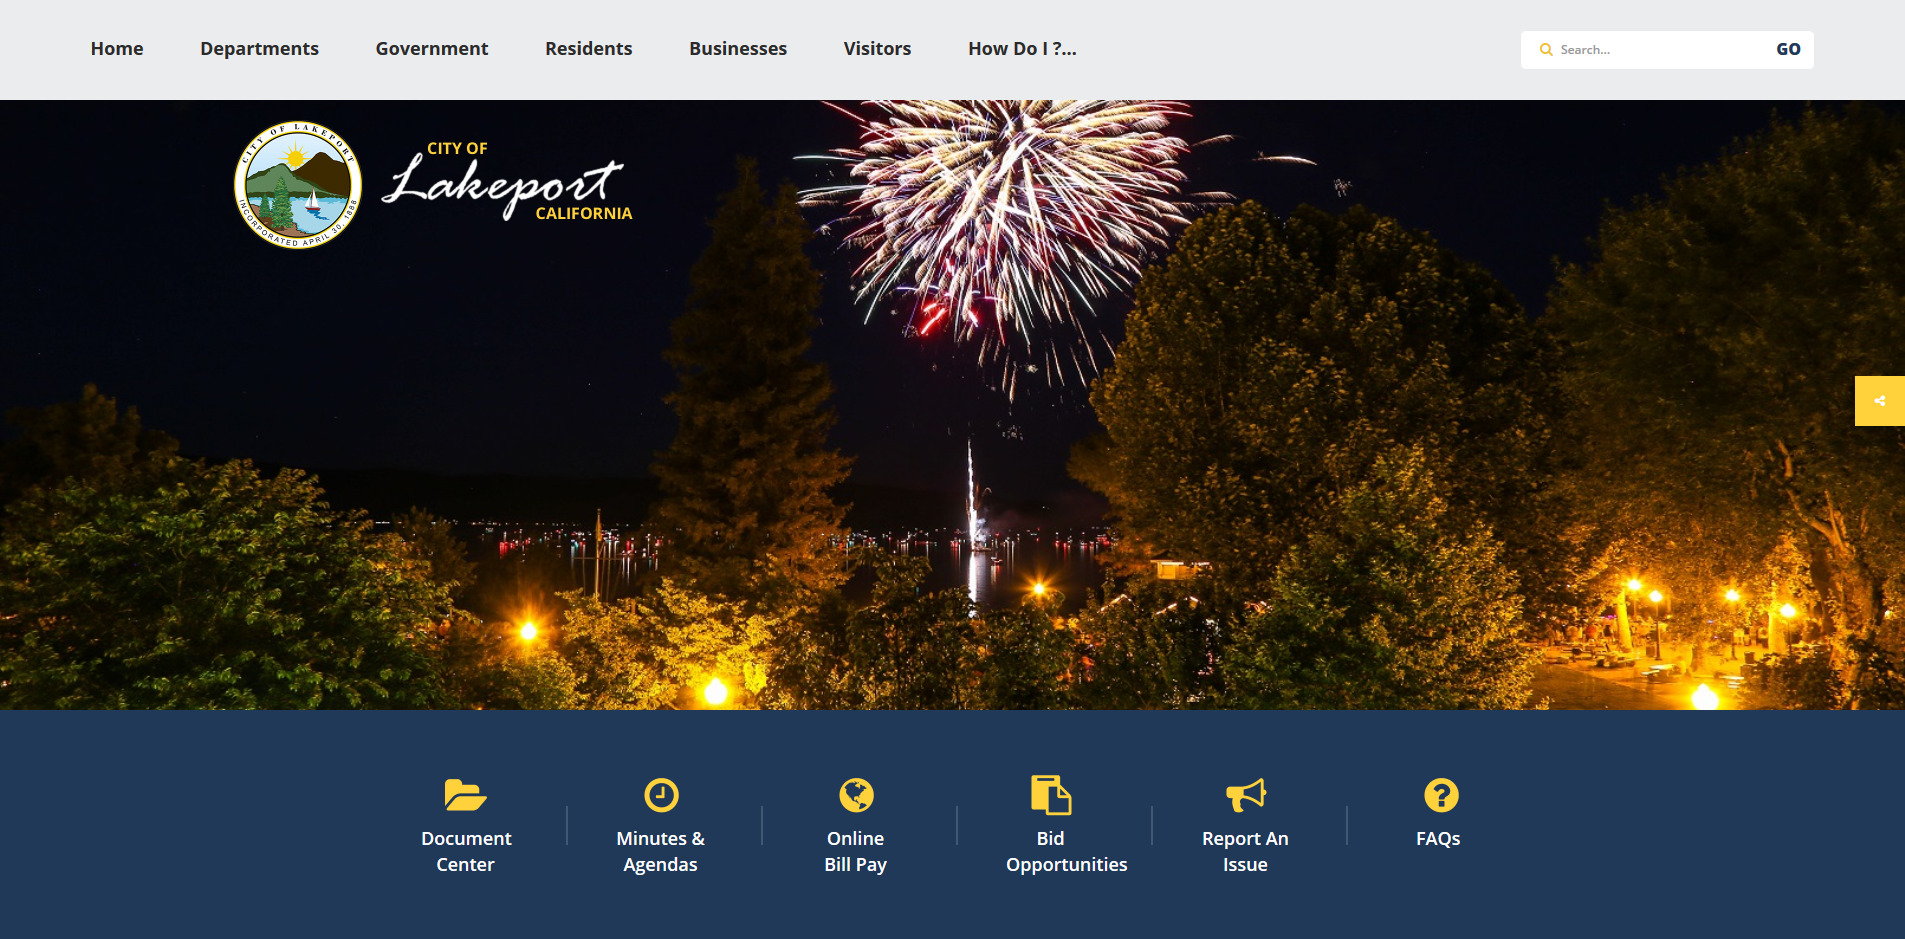 Home Departments Government Residents Businesses Visitors How Do I ?...
Search...
GO
CITY OF LAKEPORT
INCORPORATED APRIL 30, 1888
CITY OF
Lakeport
CALIFORNIA
Document
Center
Minutes &
Agendas
Online
Bill Pay
Bid
Opportunities
Report An
Issue
FAQs